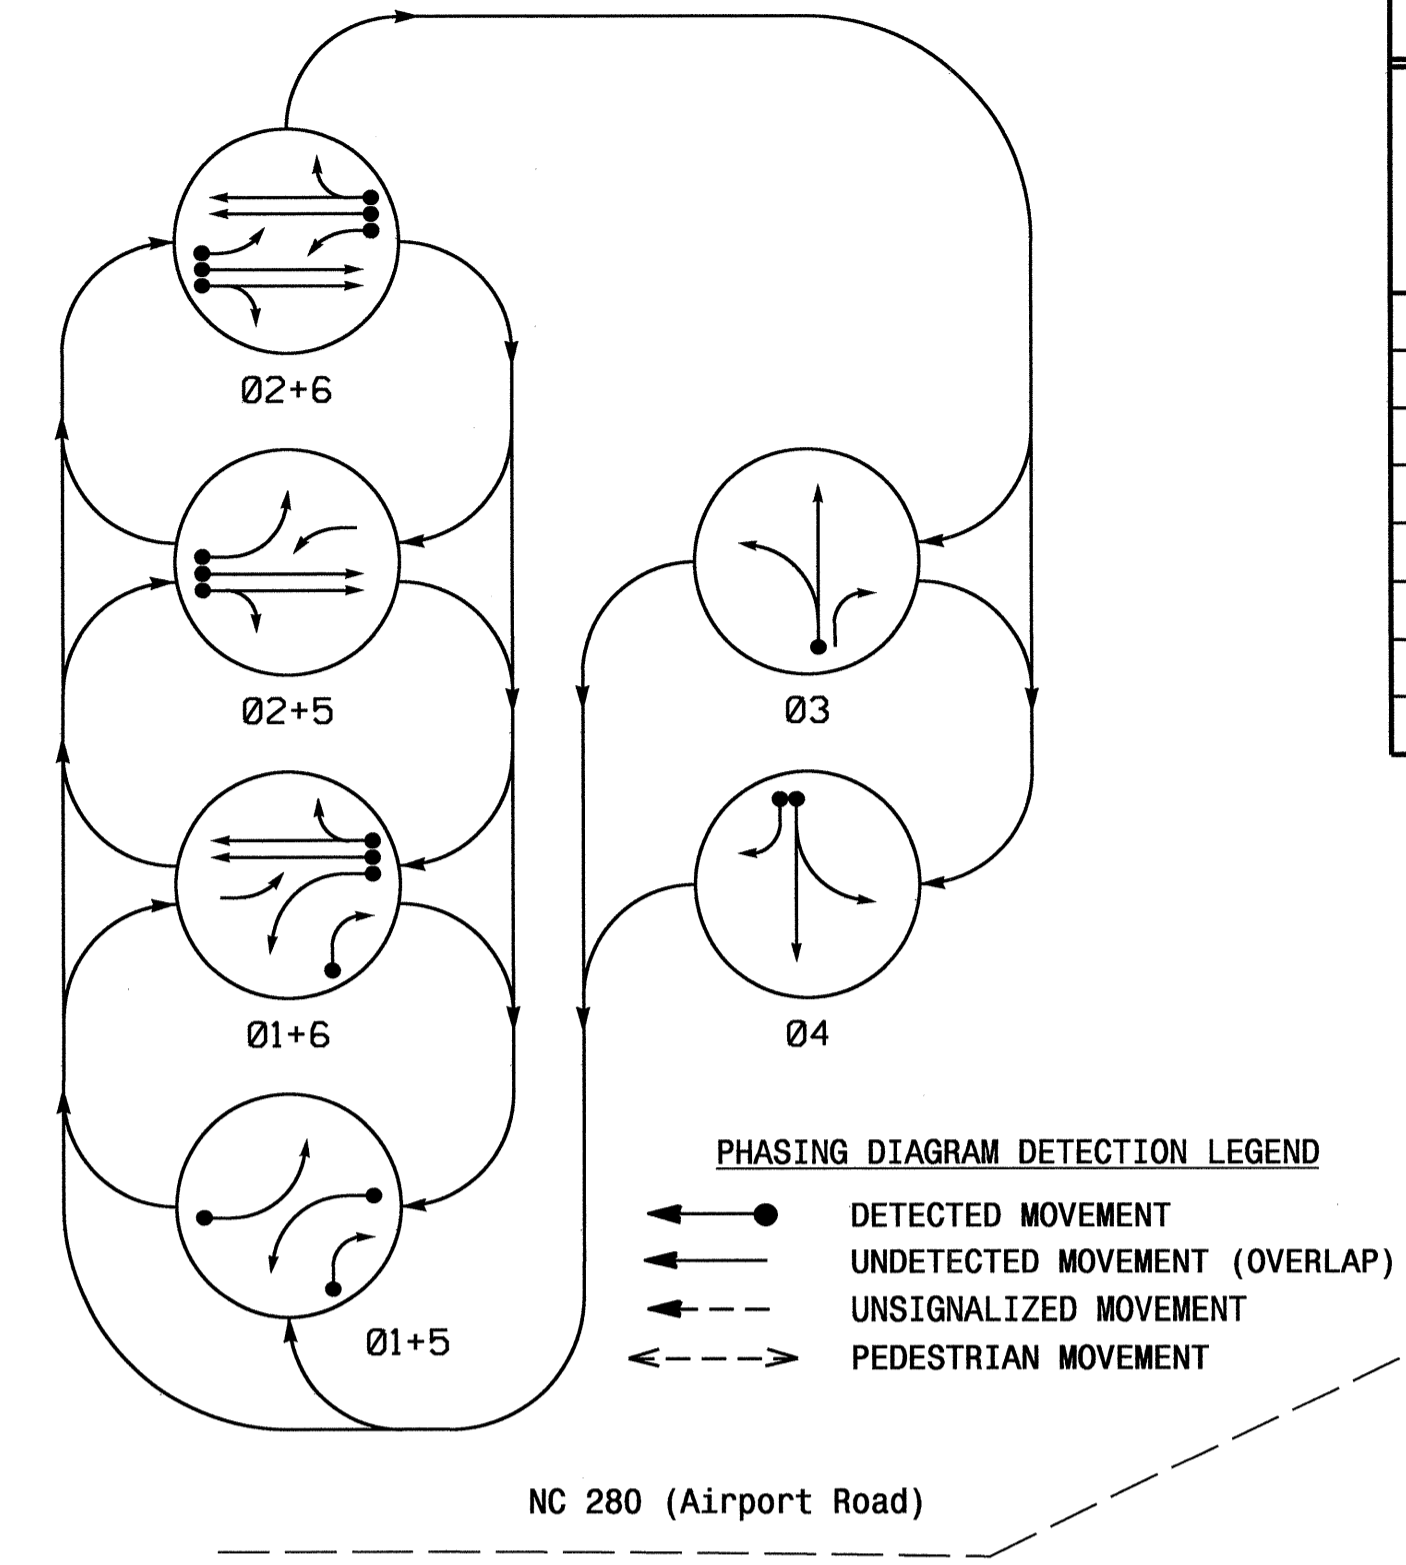 Ø2+6
Ø2+5
Ø3
Ø1+6
Ø4
Ø1+5
PHASING DIAGRAM DETECTION LEGEND
DETECTED MOVEMENT
UNDETECTED MOVEMENT (OVERLAP)
UNSIGNALIZED MOVEMENT
PEDESTRIAN MOVEMENT
NC 280 (Airport Road)